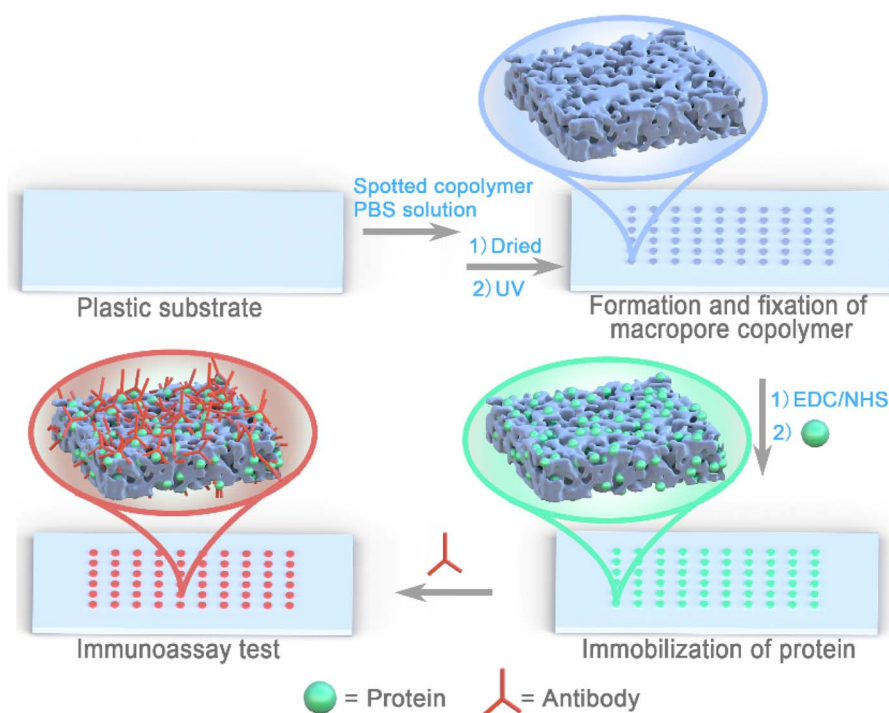 Spotted copolymer
PBS solution
1) Dried
2) UV
Plastic substrate
Formation and fixation of
macropore copolymer
1) EDC/NHS
2)
Immunoassay test
Immobilization of protein
= Protein
= Antibody